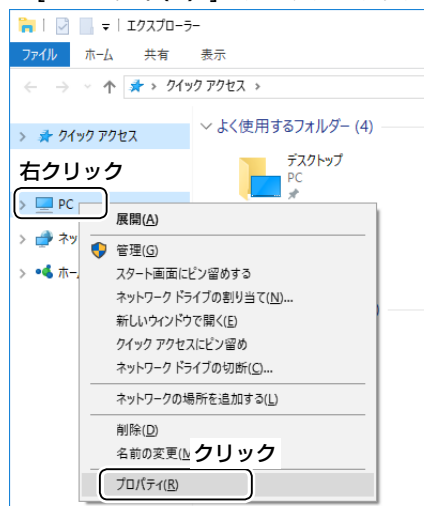 エクスプローラー
ファイル ホーム 共有 表示
クイック アクセス
クイック アクセス
よく使用するフォルダー (4)
デスクトップ
PC
右クリック
PC
ネッ
ホー
展開(A)
管理(G)
スタート画面にピン留めする
ネットワーク ドライブの割り当て(N)...
新しいウィンドウで開く(E)
クイック アクセスにピン留め
ネットワーク ドライブの切断(C)...
ネットワークの場所を追加する(L)
削除(D)
名前の変更(M
クリック
プロパティ(R)